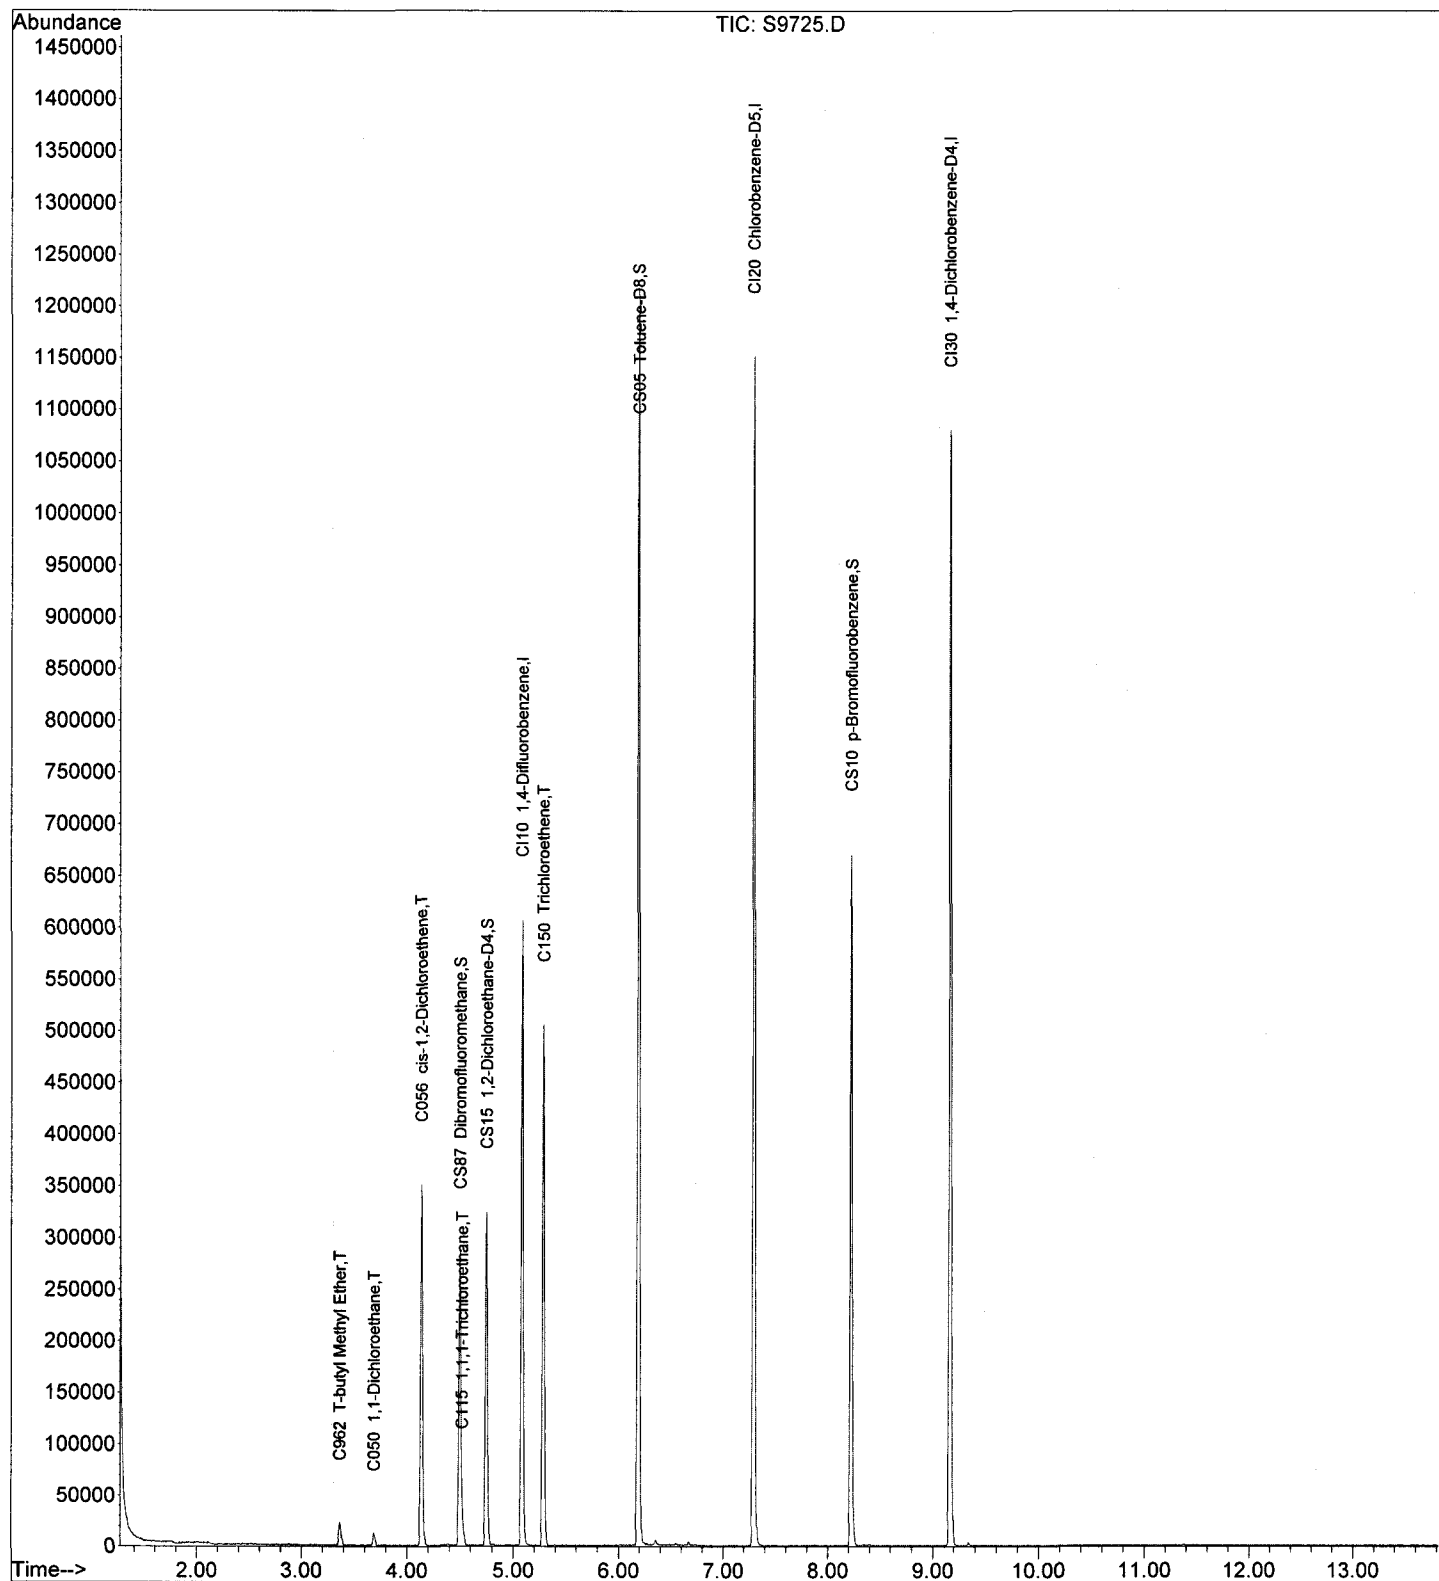 Abundance
TIC: S9725.D
1450000
1400000
1350000
1300000
1250000
1200000
1150000
1100000
1050000
1000000
950000
900000
850000
800000
750000
700000
650000
600000
550000
500000
450000
400000
350000
300000
250000
200000
150000
100000
50000
0
C962 T-butyl Methyl Ether,T
C050 1,1-Dichloroethane,T
C056 cis-1,2-Dichloroethene,T
CS87 Dibromofluoromethane,S
C115 1,1,1-Trichloroethane,T
CS15 1,2-Dichloroethane-D4,S
CI10 1,4-Difluorobenzene,I
C150 Trichloroethene,T
CS05 Toluene-D8,S
CI20 Chlorobenzene-D5,I
CS10 p-Bromofluorobenzene,S
CI30 1,4-Dichlorobenzene-D4,I
Time--> 2.00 3.00 4.00 5.00 6.00 7.00 8.00 9.00 10.00 11.00 12.00 13.00